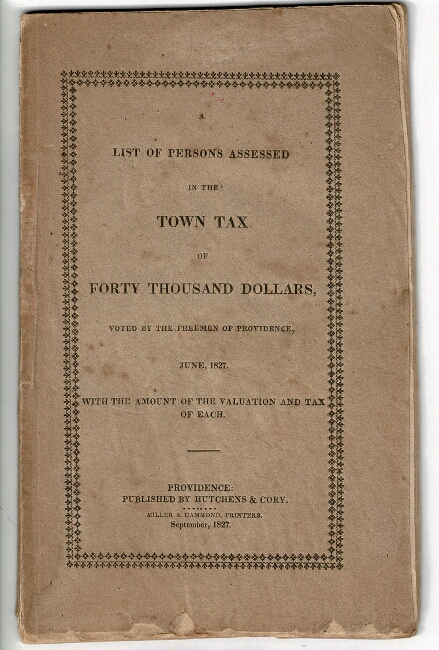 A
LIST OF PERSONS ASSESSED
IN THE
TOWN TAX
OF
FORTY THOUSAND DOLLARS,
VOTED BY THE FREEMEN OF PROVIDENCE,
JUNE, 1827.
WITH THE AMOUNT OF THE VALUATION AND TAX
OF EACH.
PROVIDENCE:
PUBLISHED BY HUTCHENS & CORY.
MILLER & HAMMOND, PRINTERS.
September, 1827.